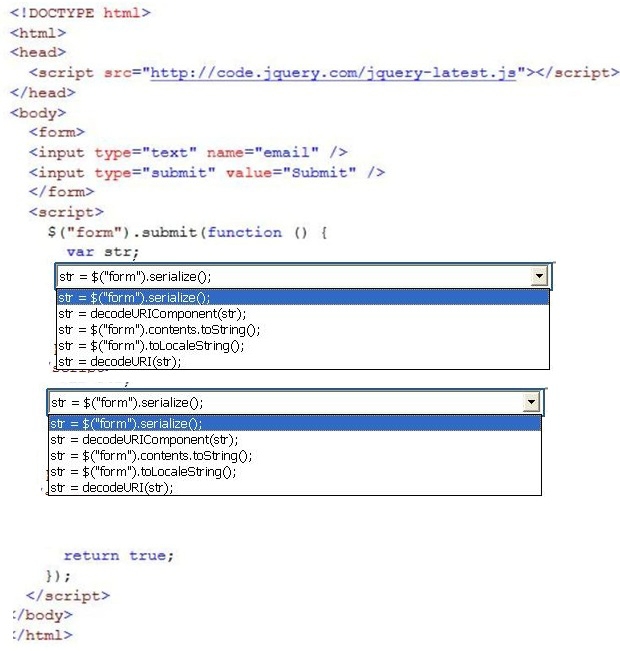 <!DOCTYPE html>
<html>
<head>
<script src="http://code.jquery.com/jquery-latest.js"></script>
</head>
<body>
<form>
<input type="text" name="email" />
<input type="submit" value="Submit" />
</form>
<script>
$("form").submit(function () {
var str;
str = $("form").serialize();
str = $("form").serialize();
str = decodeURIComponent(str);
str = $("form").contents.toString();
str = $("form").toLocaleString();
str = decodeURI(str);
str = $("form").serialize();
str = $("form").serialize();
str = decodeURIComponent(str);
str = $("form").contents.toString();
str = $("form").toLocaleString();
str = decodeURI(str);
return true;
});
</script>
/body>
/html>